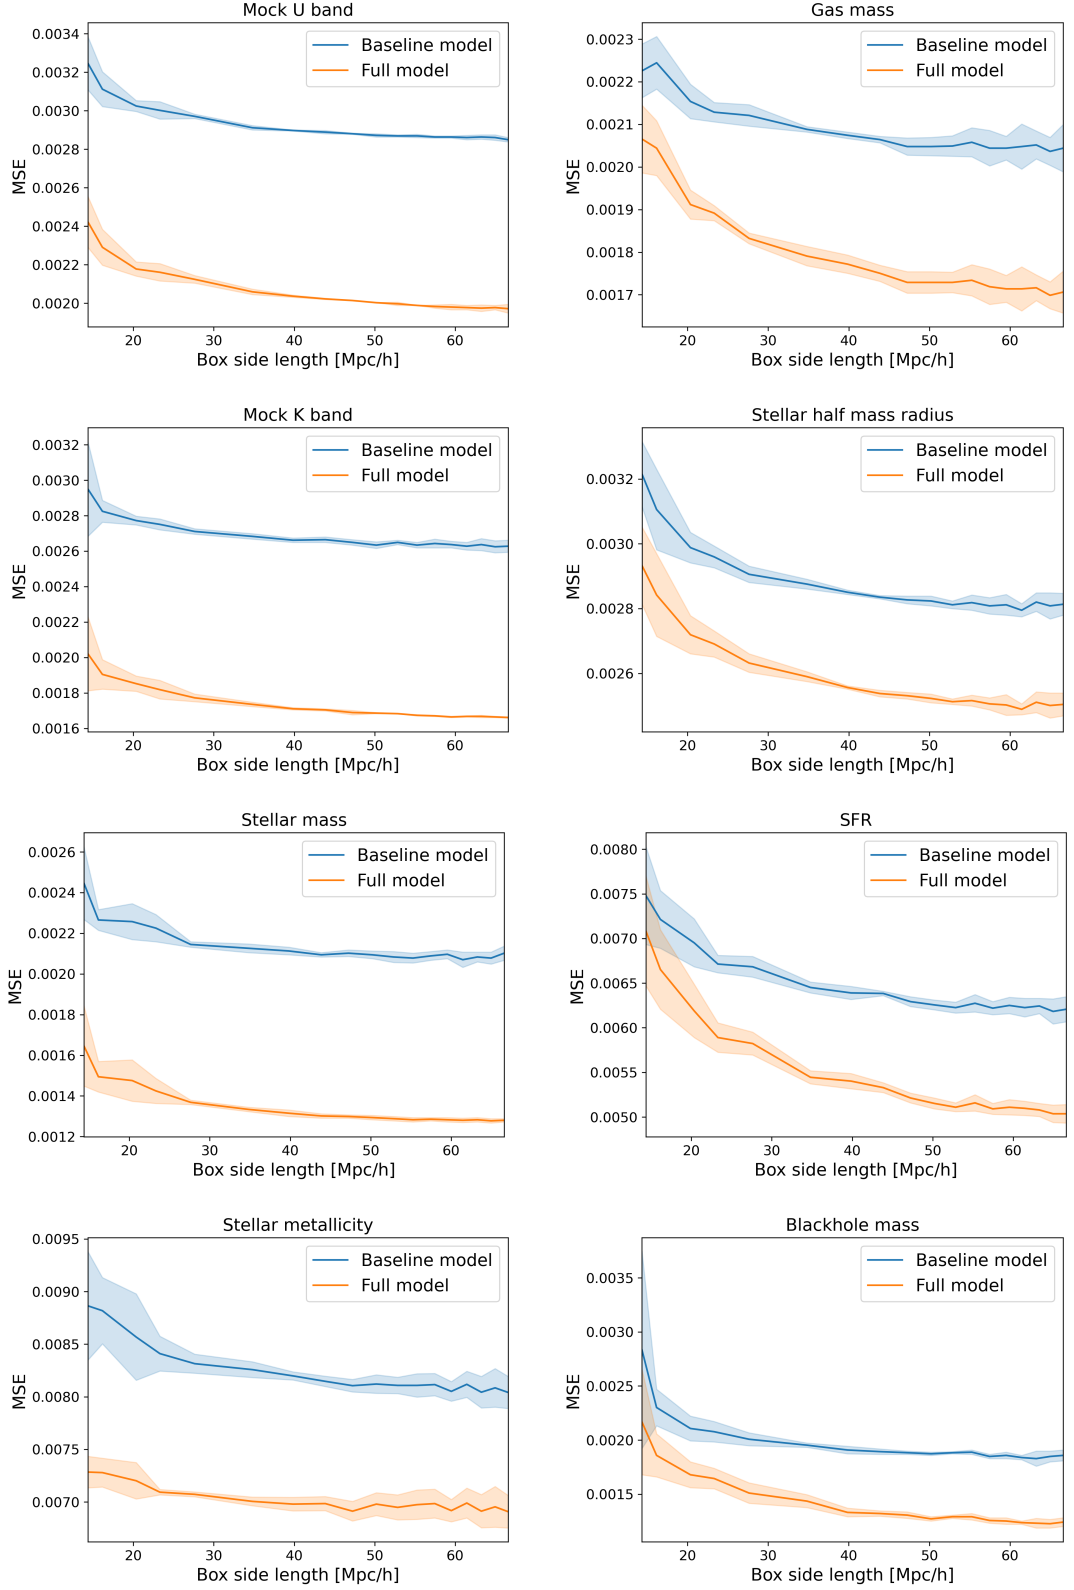 Mock U band
0.0034
0.0032
0.0030
0.0028
0.0026
0.0024
0.0022
0.0020
MSE
Baseline model
Full model
20 30 40 50 60
Box side length [Mpc/h]
Gas mass
0.0023
0.0022
0.0021
0.0020
0.0019
0.0018
0.0017
MSE
Baseline model
Full model
20 30 40 50 60
Box side length [Mpc/h]
Mock K band
0.0032
0.0030
0.0028
0.0026
0.0024
0.0022
0.0020
0.0018
0.0016
MSE
Baseline model
Full model
20 30 40 50 60
Box side length [Mpc/h]
Stellar half mass radius
0.0032
0.0030
0.0028
0.0026
MSE
Baseline model
Full model
20 30 40 50 60
Box side length [Mpc/h]
Stellar mass
0.0026
0.0024
0.0022
0.0020
0.0018
0.0016
0.0014
0.0012
MSE
Baseline model
Full model
20 30 40 50 60
Box side length [Mpc/h]
SFR
0.0080
0.0075
0.0070
0.0065
0.0060
0.0055
0.0050
MSE
Baseline model
Full model
20 30 40 50 60
Box side length [Mpc/h]
Stellar metallicity
0.0095
0.0090
0.0085
0.0080
0.0075
0.0070
MSE
Baseline model
Full model
20 30 40 50 60
Box side length [Mpc/h]
Blackhole mass
0.0035
0.0030
0.0025
0.0020
0.0015
MSE
Baseline model
Full model
20 30 40 50 60
Box side length [Mpc/h]